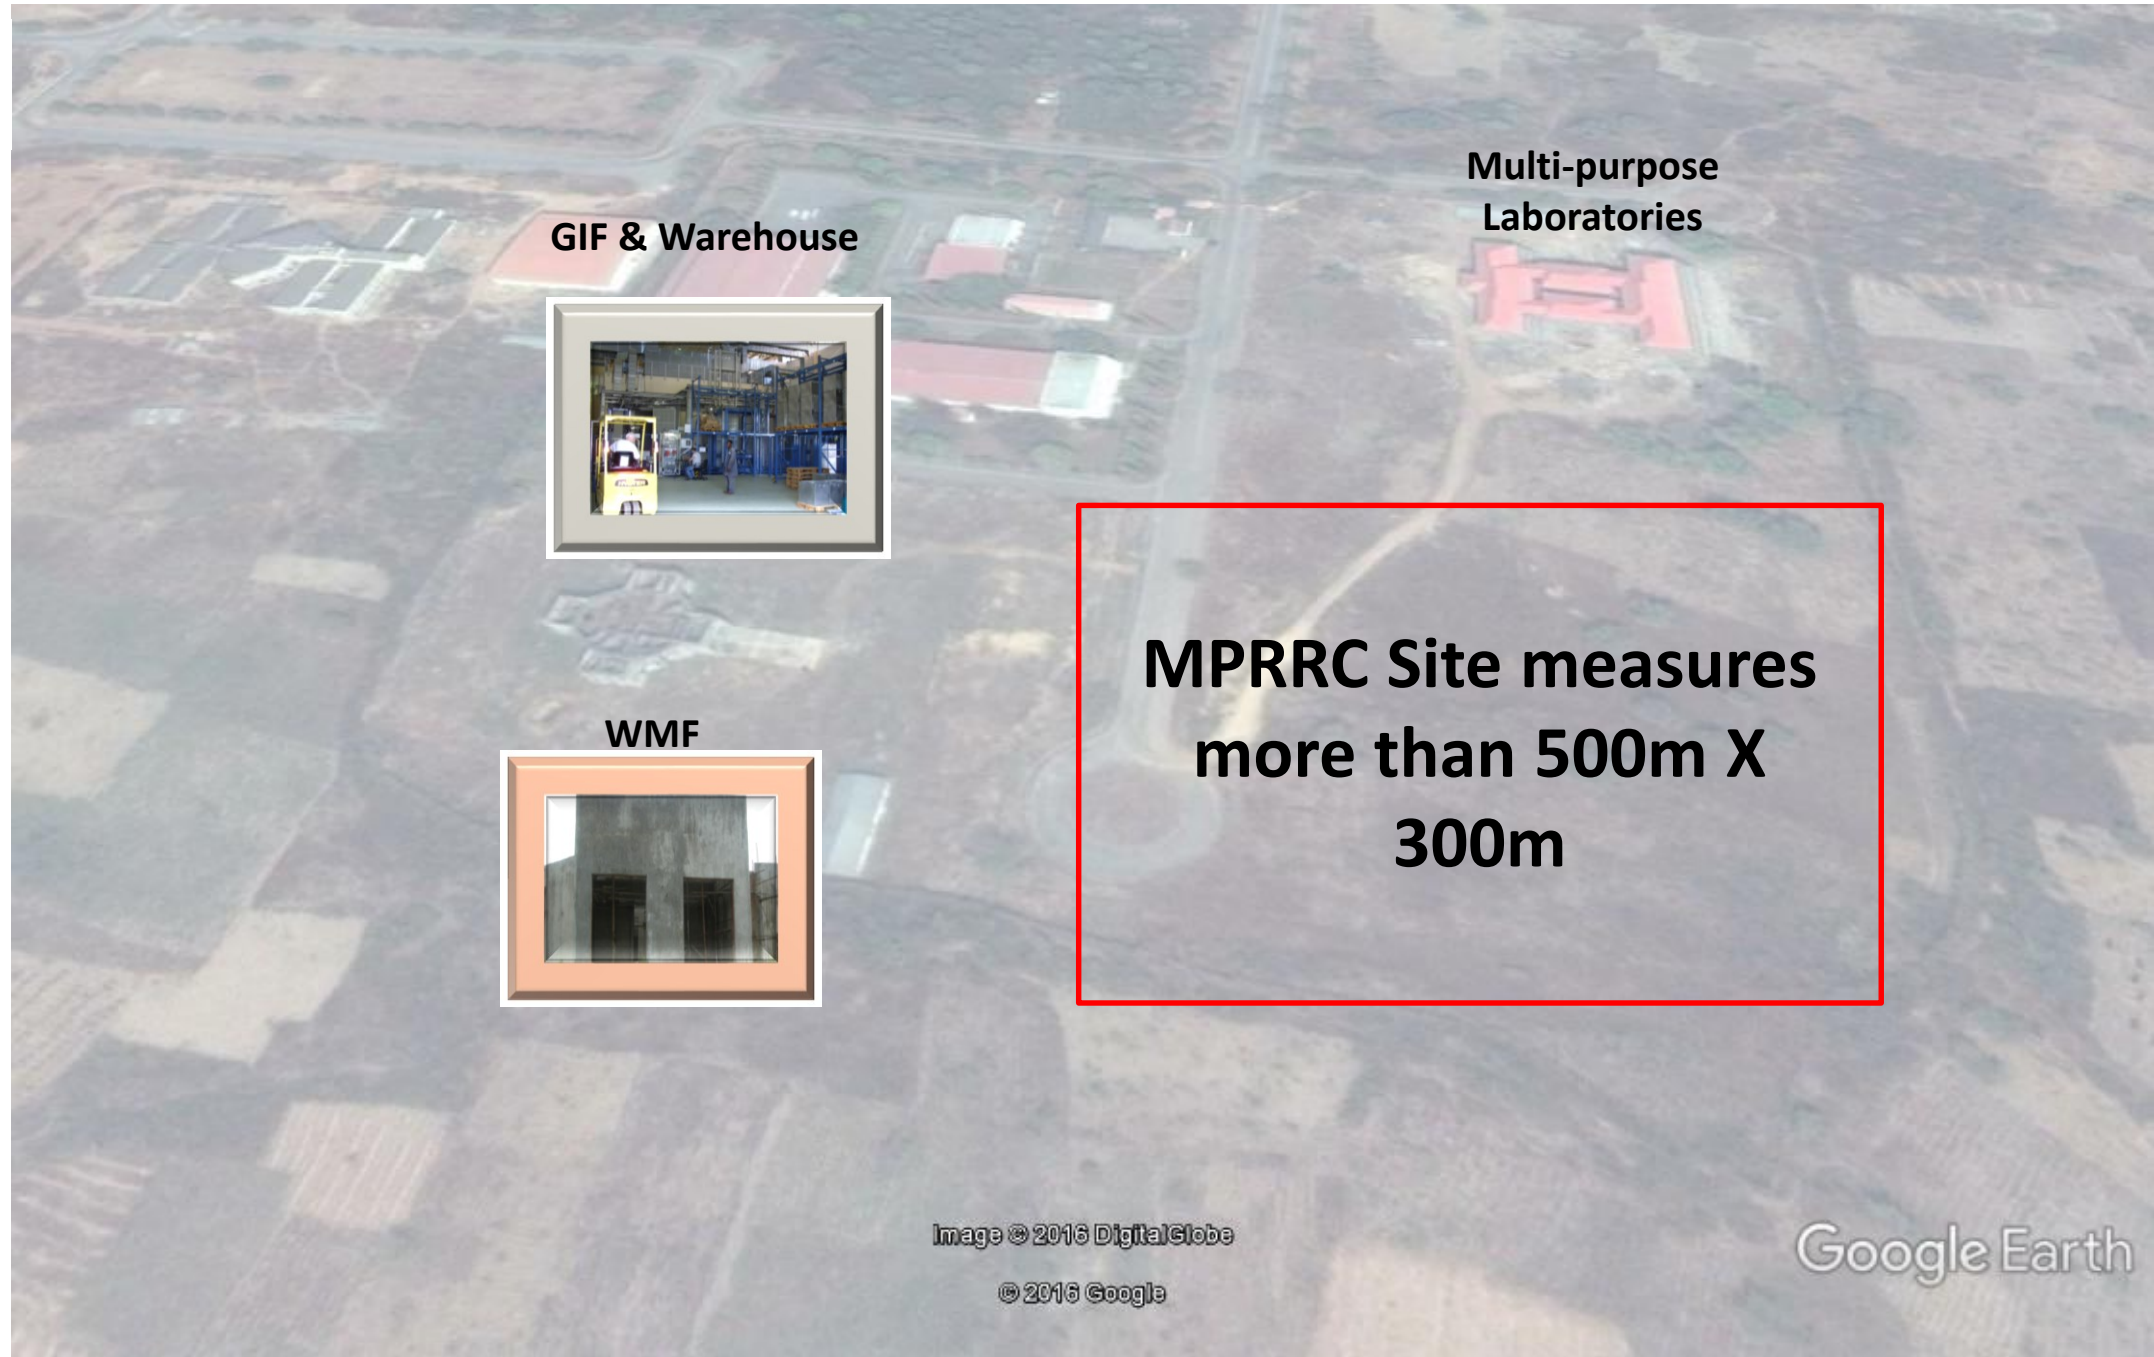 Multi-purpose
Laboratories
GIF & Warehouse
MPRRC Site measures
more than 500m X
300m
WMF
Image © 2016 DigitalGlobe
© 2016 Google
Google Earth